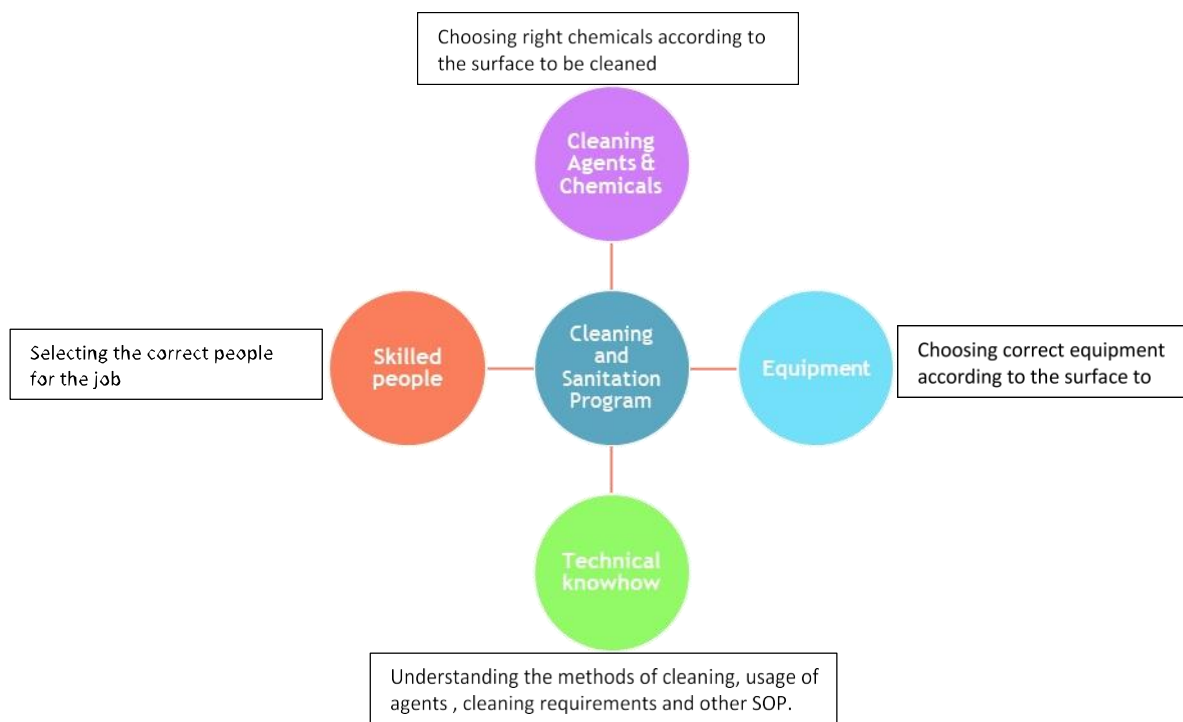 Choosing right chemicals according to
the surface to be cleaned
Cleaning
Agents &
Chemicals
Selecting the correct people
for the job
Skilled
people
Cleaning
and
Sanitation
Program
Equipment
Choosing correct equipment
according to the surface to
Technical
knowhow
Understanding the methods of cleaning, usage of
agents , cleaning requirements and other SOP.